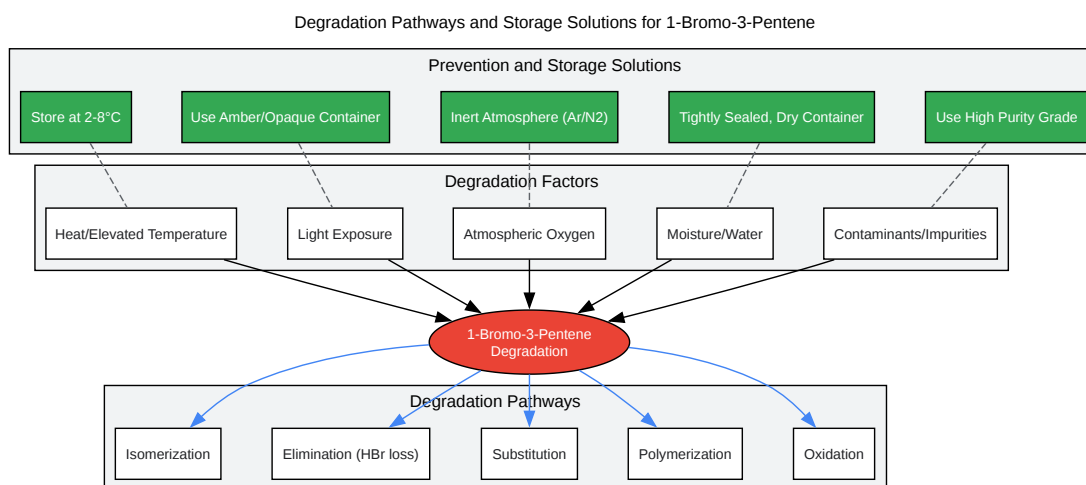 Degradation Pathways and Storage Solutions for 1-Bromo-3-Pentene
Prevention and Storage Solutions
Store at 2-8°C
Use Amber/Opaque Container
Inert Atmosphere (Ar/N2)
Tightly Sealed, Dry Container
Use High Purity Grade
Degradation Factors
Heat/Elevated Temperature
Light Exposure
Atmospheric Oxygen
Moisture/Water
Contaminants/Impurities
1-Bromo-3-Pentene
Degradation
Degradation Pathways
Isomerization
Elimination (HBr loss)
Substitution
Polymerization
Oxidation